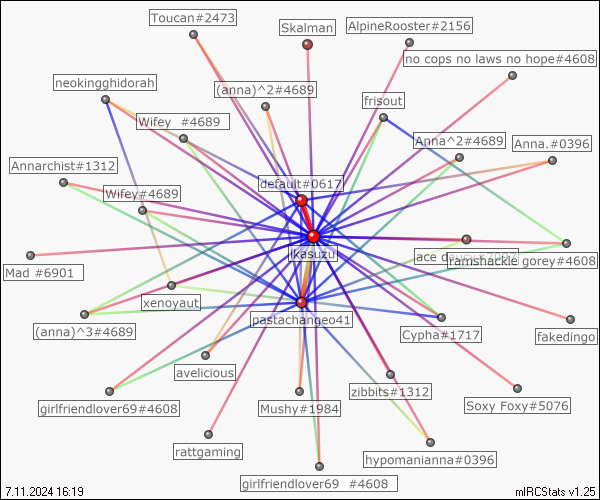 Toucan#2473
Skalman
AlpineRooster#2156
no cops no laws no hope#4608
neokingghidorah
(anna)^2#4689
frisout
Wifey #4689
Anna^2#4689
Anna.#0396
Annarchist#1312
default#0617
Wifey#4689
ikasuzu
ace de
ramshackle gorey#4608
Mad #6901
xenoyaut
pastachangeo41
(anna)^3#4689
Cypha#1717
fakedingo
avelicious
zibbits#1312
girlfriendlover69#4608
Mushy#1984
Soxy Foxy#5076
rattgaming
hypomanianna#0396
girlfriendlover69 #4608
7.11.2024 16:19
mIRCStats v1.25